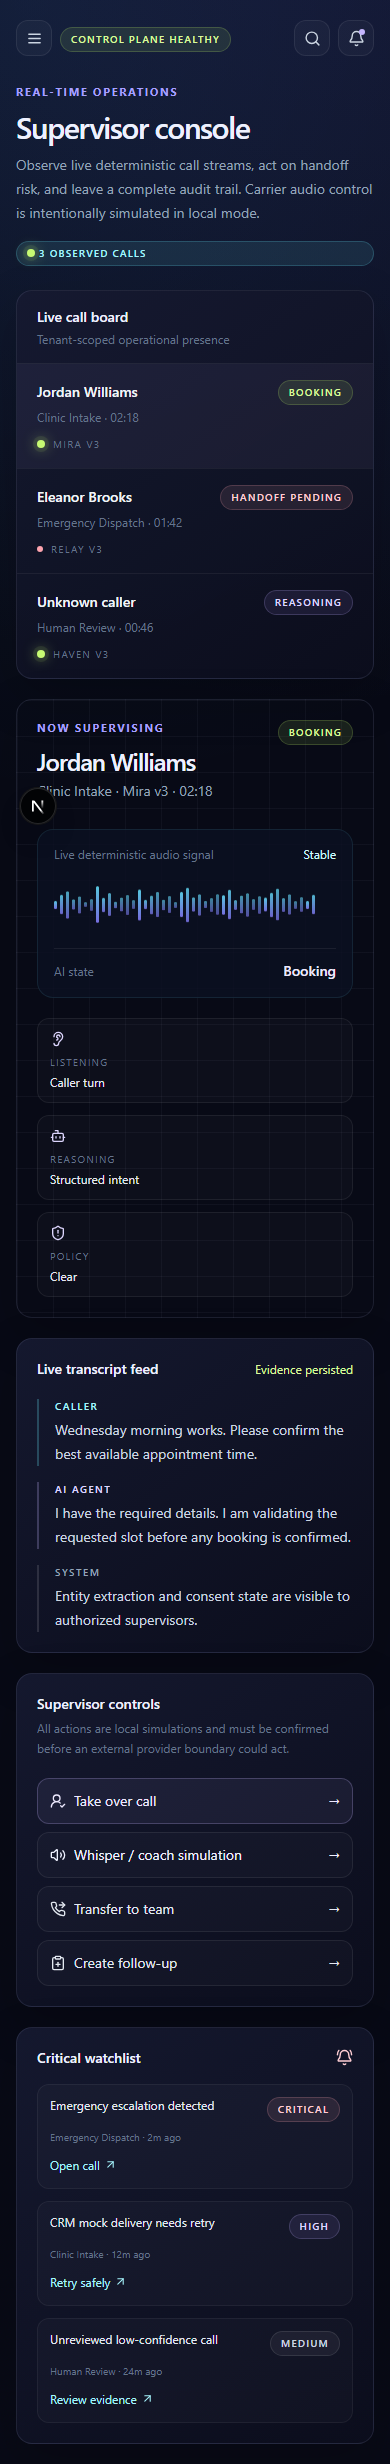 CONTROL PLANE HEALTHY
REAL-TIME OPERATIONS
Supervisor console
Observe live deterministic call streams, act on handoff
risk, and leave a complete audit trail. Carrier audio control
is intentionally simulated in local mode.
3 OBSERVED CALLS
Live call board
Tenant-scoped operational presence
Jordan Williams
BOOKING
Clinic Intake · 02:18
MIRA V3
Eleanor Brooks
HANDOFF PENDING
Emergency Dispatch · 01:42
RELAY V3
Unknown caller
REASONING
Human Review · 00:46
HAVEN V3
NOW SUPERVISING
BOOKING
Jordan Williams
Clinic Intake · Mira v3 · 02:18
N
Live deterministic audio signal
Stable
AI state
Booking
LISTENING
Caller turn
REASONING
Structured intent
POLICY
Clear
Live transcript feed
Evidence persisted
CALLER
Wednesday morning works. Please confirm the
best available appointment time.
AI AGENT
I have the required details. I am validating the
requested slot before any booking is confirmed.
SYSTEM
Entity extraction and consent state are visible to
authorized supervisors.
Supervisor controls
All actions are local simulations and must be confirmed
before an external provider boundary could act.
Take over call →
Whisper / coach simulation →
Transfer to team →
Create follow-up →
Critical watchlist
Emergency escalation detected
CRITICAL
Emergency Dispatch · 2m ago
Open call ↗
CRM mock delivery needs retry
HIGH
Clinic Intake · 12m ago
Retry safely ↗
Unreviewed low-confidence call
MEDIUM
Human Review · 24m ago
Review evidence ↗